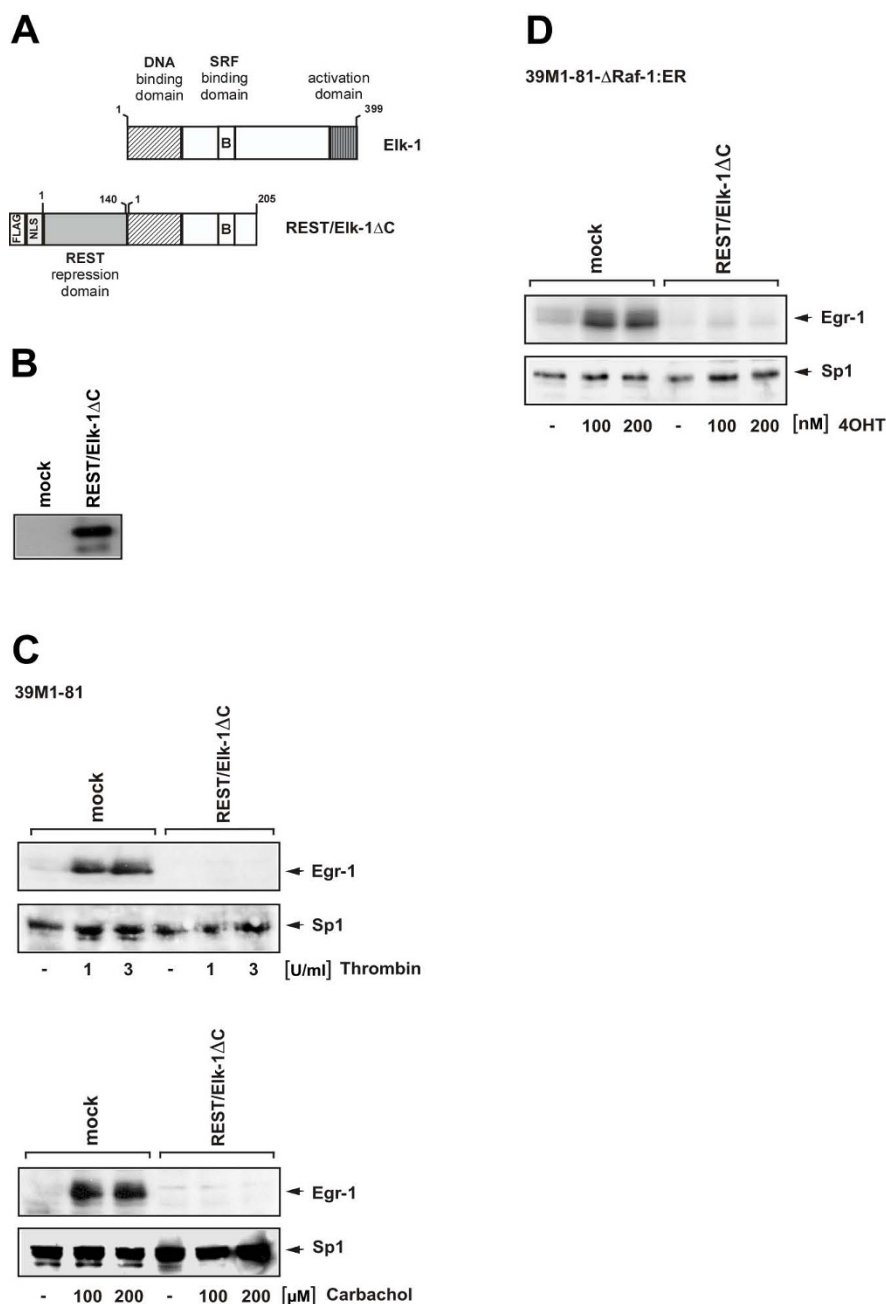 A
DNA
binding
domain
SRF
binding
domain
activation
domain
1
399
B
Elk-1
1
140
1
205
FLAG
NLS
B
REST/Elk-1ΔC
REST
repression
domain
B
mock
REST/Elk-1ΔC
C
39M1-81
mock
REST/Elk-1ΔC
Egr-1
Sp1
- 1 3 - 1 3 [U/ml] Thrombin
mock
REST/Elk-1ΔC
Egr-1
Sp1
- 100 200 - 100 200 [µM] Carbachol
D
39M1-81-ΔRaf-1:ER
mock
REST/Elk-1ΔC
Egr-1
Sp1
- 100 200 - 100 200 [nM] 4OHT